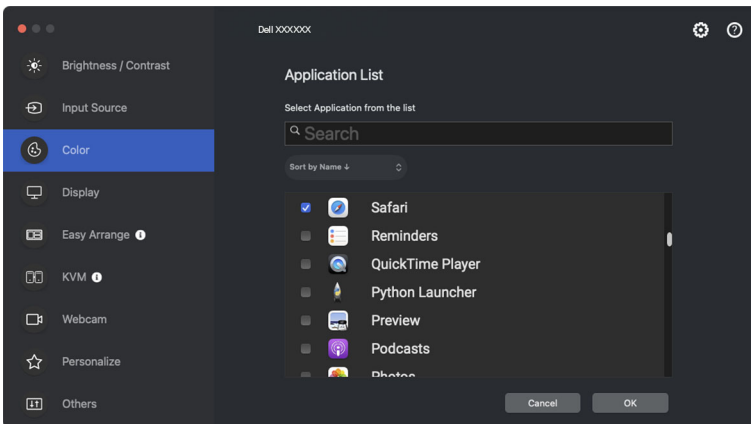 Dell XXXXXX
Brightness / Contrast
Input Source
Color
Display
Easy Arrange
KVM
Webcam
Personalize
Others
Application List
Select Application from the list
Search
Sort by Name ↓
Safari
Reminders
QuickTime Player
Python Launcher
Preview
Podcasts
Photos
Cancel
OK